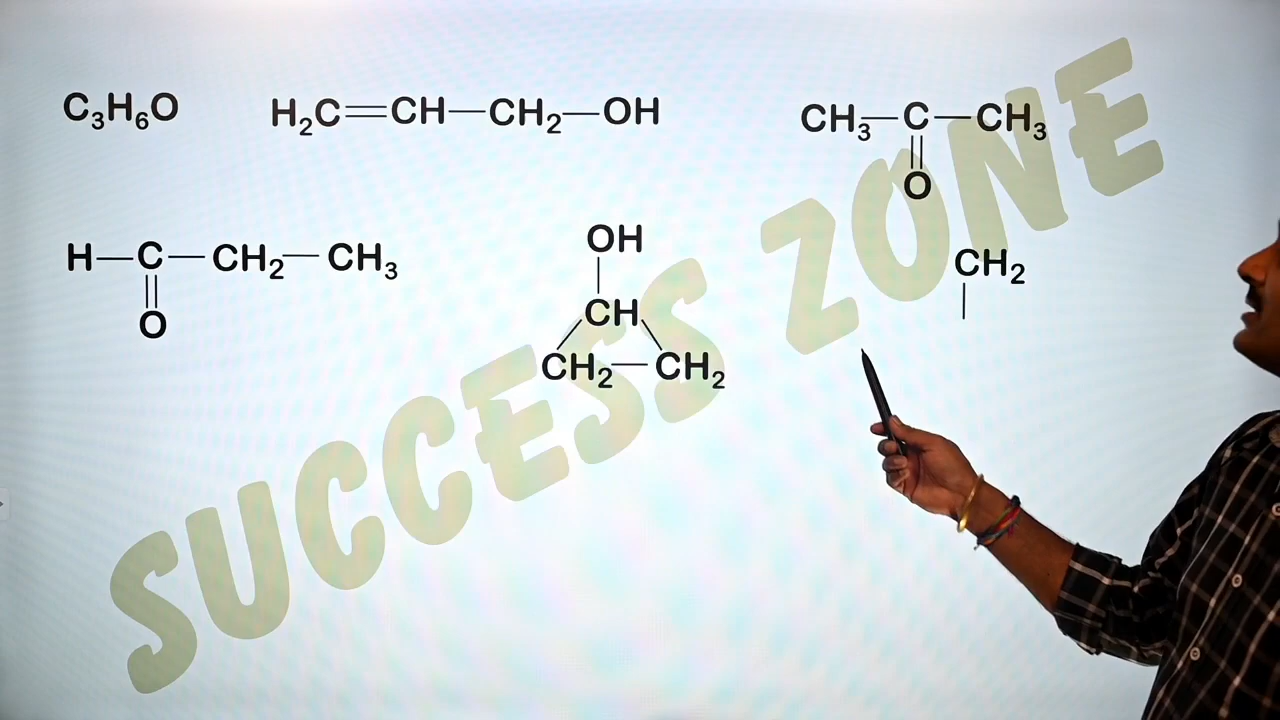 C₃H₆O
H₂C=CH—CH₂—OH
CH₃—C—CH₃
O
H—C—CH₂—CH₃
O
OH
CH
CH₂—CH₂
CH₂
SUCCESS ZONE